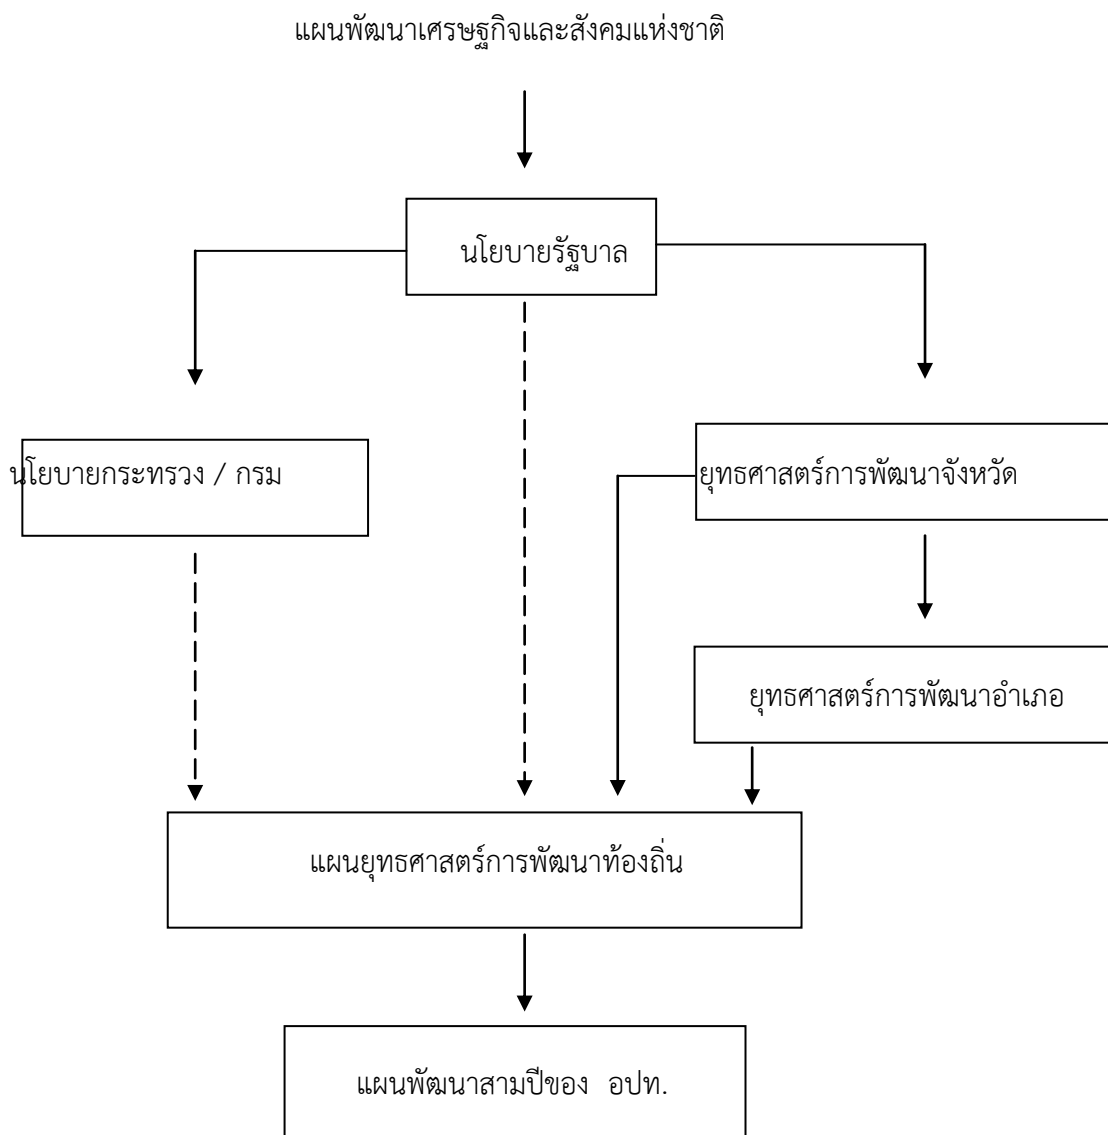 แผนพัฒนาเศรษฐกิจและสังคมแห่งชาติ
นโยบายรัฐบาล
นโยบายกระทรวง / กรม
ยุทธศาสตร์การพัฒนาจังหวัด
ยุทธศาสตร์การพัฒนาอำเภอ
แผนยุทธศาสตร์การพัฒนาท้องถิ่น
แผนพัฒนาสามปีของ อปท.